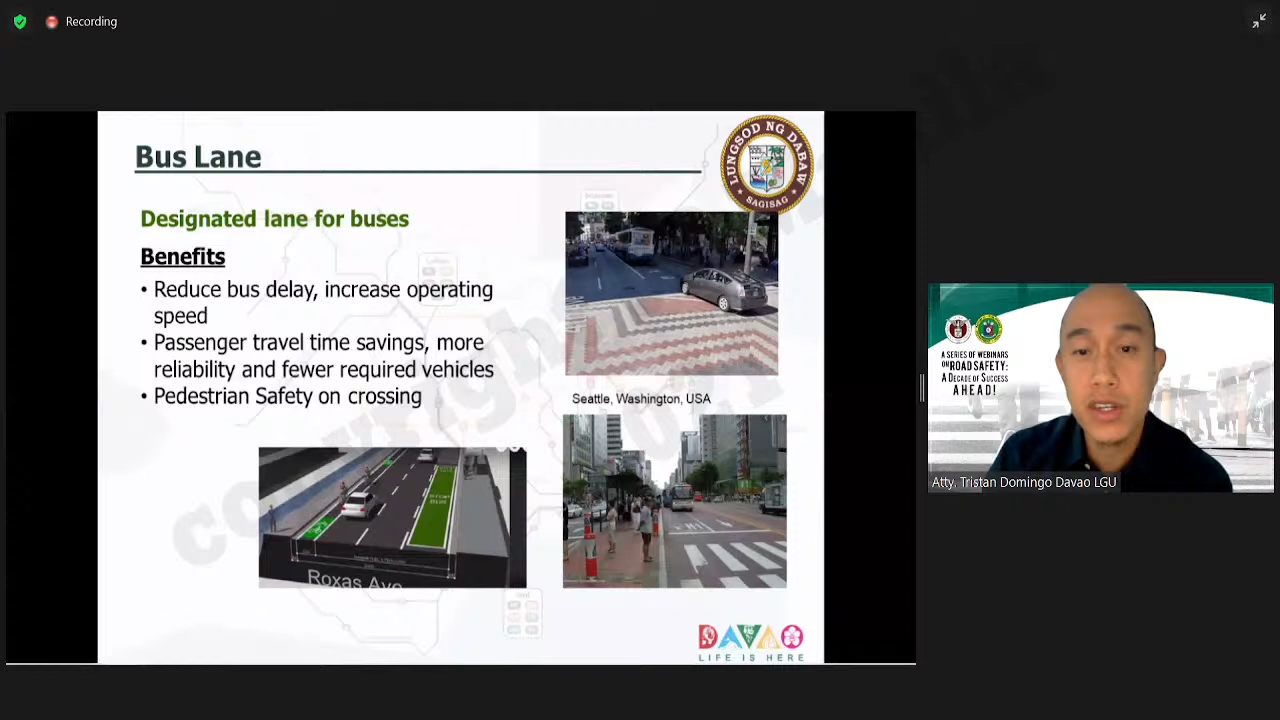 Recording
Bus Lane
LUNGSOD NG DABAW
SAGISAG
Designated lane for buses
Benefits
• Reduce bus delay, increase operating
speed
• Passenger travel time savings, more
reliability and fewer required vehicles
• Pedestrian Safety on crossing
Seattle, Washington, USA
Roxas Ave
DAVAO
LIFE IS HERE
A SERIES OF WEBINARS
ON ROAD SAFETY:
A DECADE OF SUCCESS
AHEAD!
Atty. Tristan Domingo Davao LGU